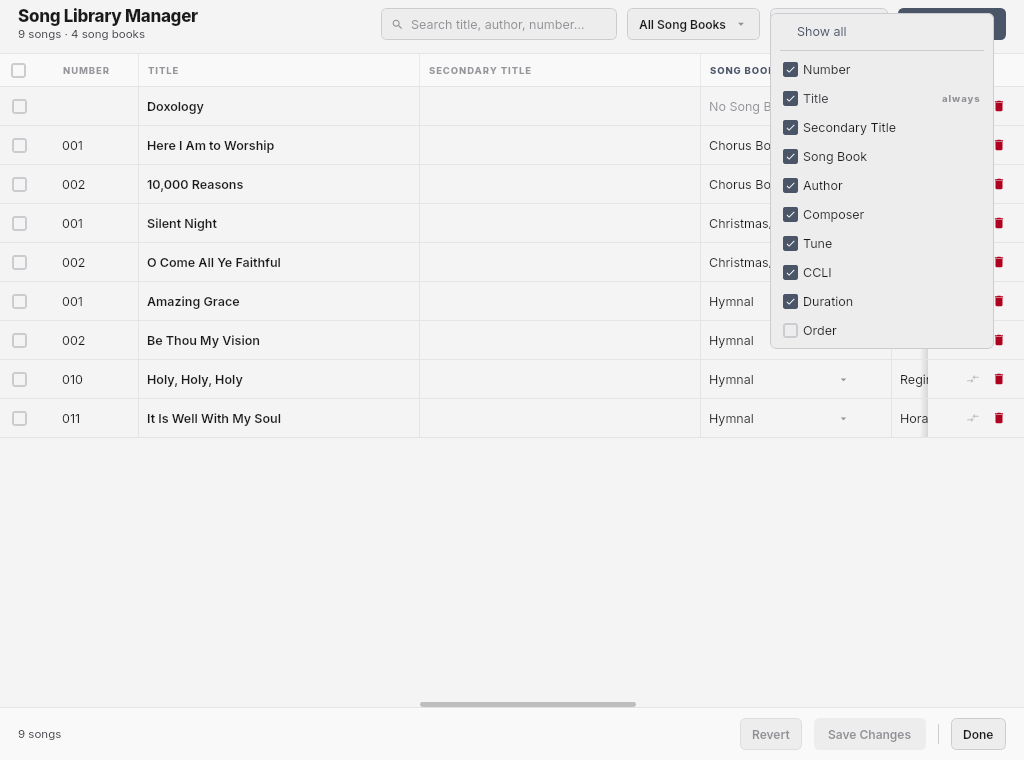 Song Library Manager
9 songs · 4 song books
Search title, author, number...
All Song Books
Show all
Number
Title always
Secondary Title
Song Book
Author
Composer
Tune
CCLI
Duration
Order
NUMBER TITLE SECONDARY TITLE SONG
Doxology No Song
001 Here I Am to Worship Chorus
002 10,000 Reasons Chorus
001 Silent Night Christmas
002 O Come All Ye Faithful Christmas
001 Amazing Grace Hymnal
002 Be Thou My Vision Hymnal
010 Holy, Holy, Holy Hymnal
011 It Is Well With My Soul Hymnal
9 songs
Revert
Save Changes
Done